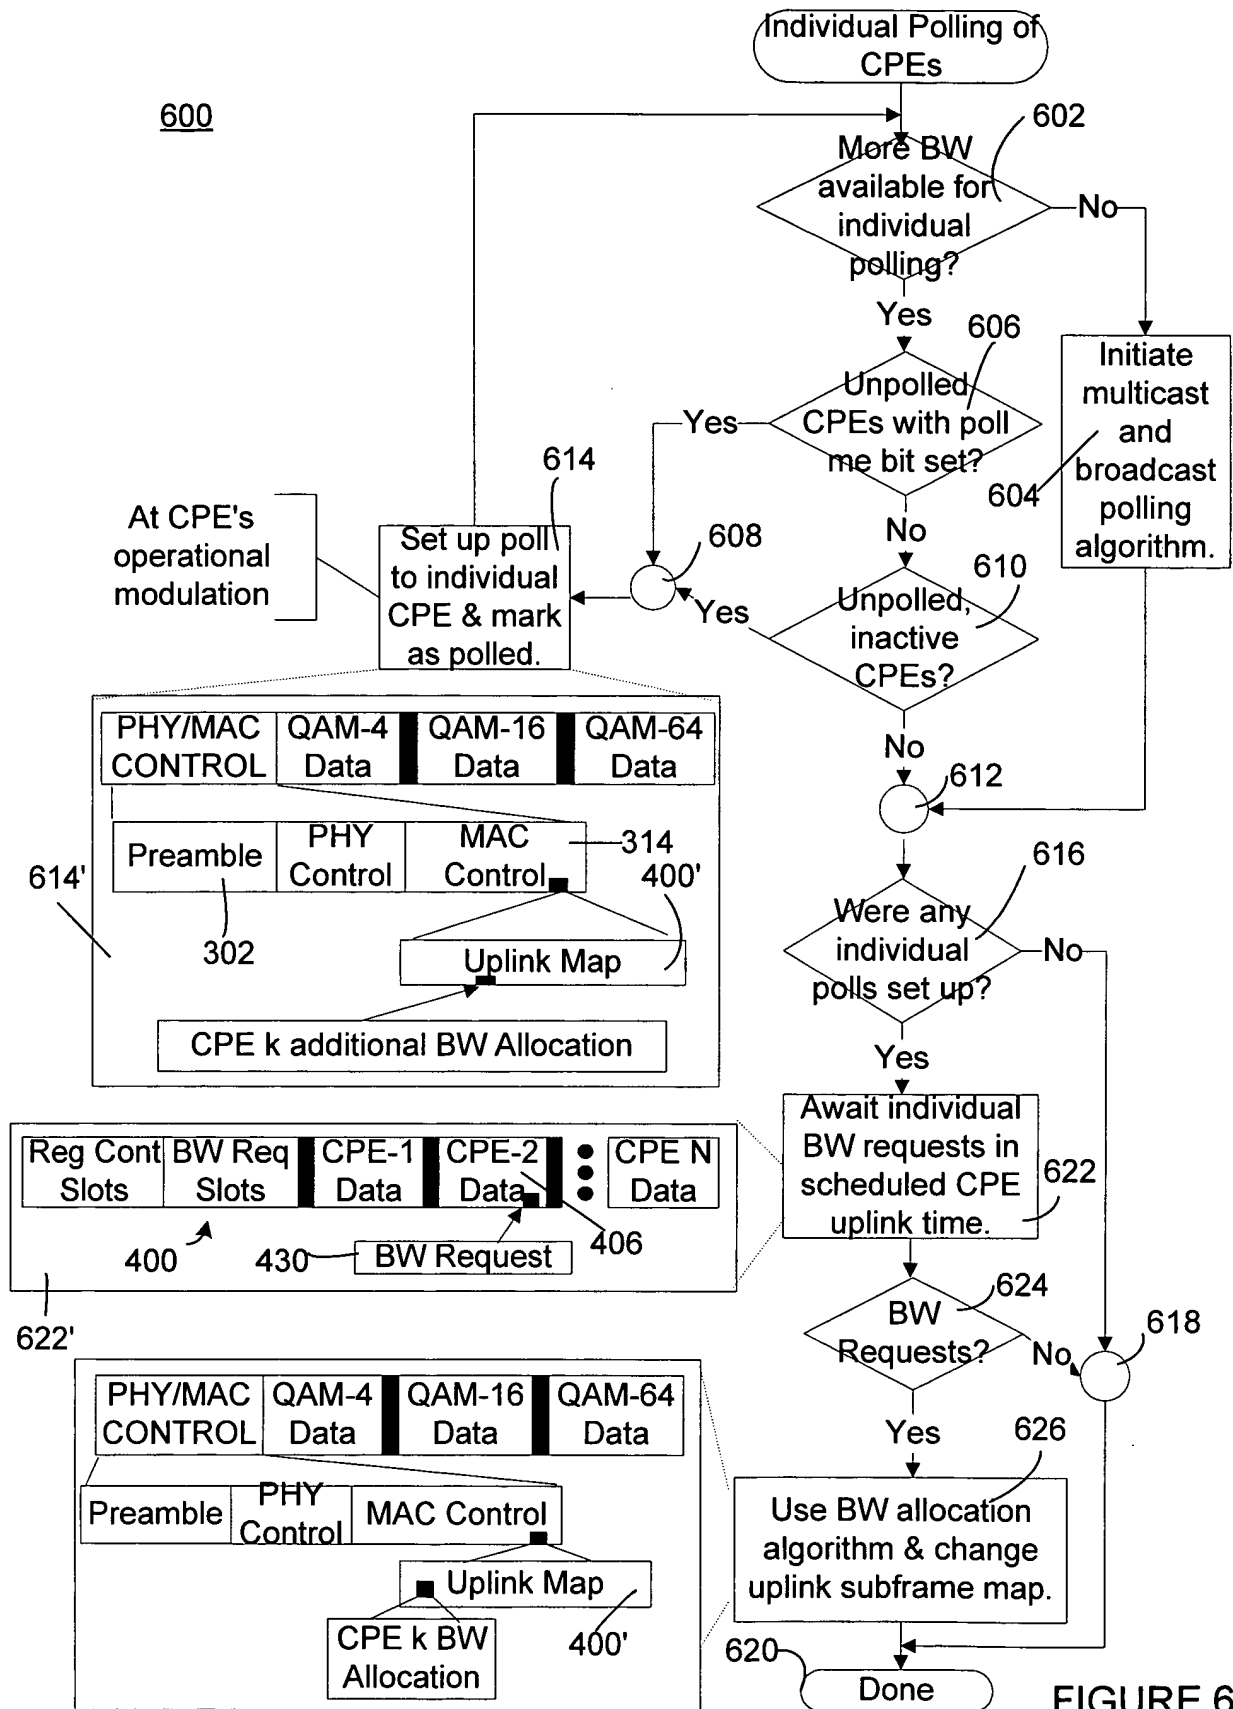 Individual Polling of
CPEs
600
602
More BW
available for
individual
polling?
No
Yes
606
Unpolled
CPEs with poll
me bit set?
Yes
No
Initiate
multicast
and
broadcast
polling
algorithm.
604
614
608
At CPE's
operational
modulation
Set up poll
to individual
CPE & mark
as polled.
610
Unpolled,
inactive
CPEs?
Yes
No
612
PHY/MAC
CONTROL
QAM-4
Data
QAM-16
Data
QAM-64
Data
Preamble
PHY
Control
MAC
Control
314
614'
302
400'
Uplink Map
CPE k additional BW Allocation
616
Were any
individual
polls set up?
No
Yes
Await individual
BW requests in
scheduled CPE
uplink time.
622
Reg Cont
Slots
BW Req
Slots
CPE-1
Data
CPE-2
Data
CPE N
Data
400
430
BW Request
406
622'
624
BW
Requests?
No
618
Yes
626
PHY/MAC
CONTROL
QAM-4
Data
QAM-16
Data
QAM-64
Data
Preamble
PHY
Control
MAC Control
Uplink Map
CPE k BW
Allocation
400'
Use BW allocation
algorithm & change
uplink subframe map.
620
Done
FIGURE 6